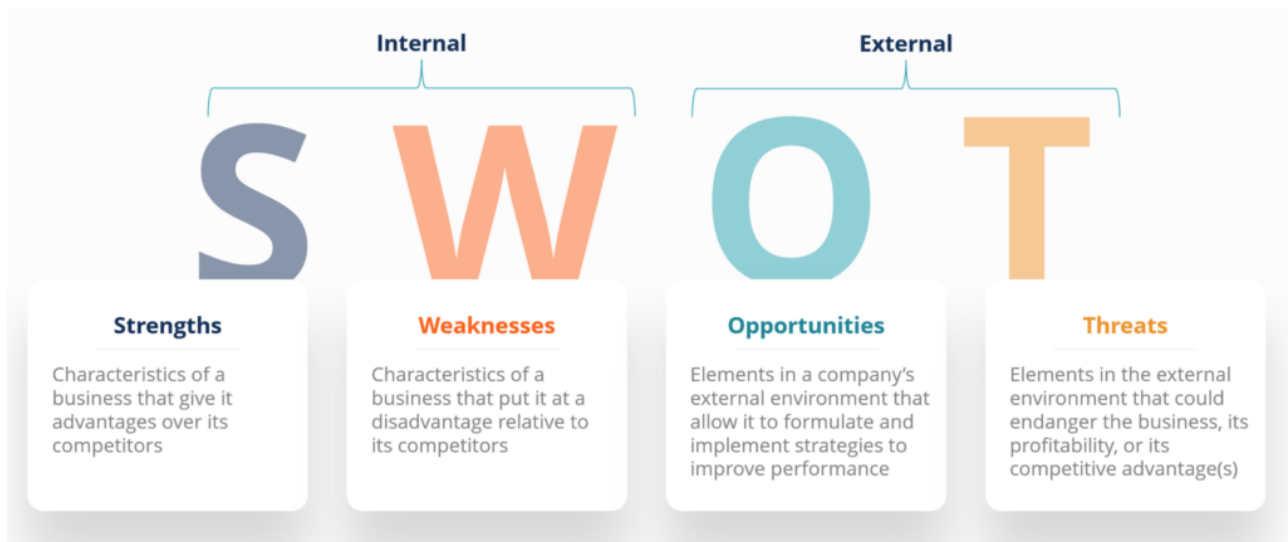 Internal
External
S W O T
Strengths
Characteristics of a
business that give it
advantages over its
competitors
Weaknesses
Characteristics of a
business that put it at a
disadvantage relative to
its competitors
Opportunities
Elements in a company’s
external environment that
allow it to formulate and
implement strategies to
improve performance
Threats
Elements in the external
environment that could
endanger the business, its
profitability, or its
competitive advantage(s)